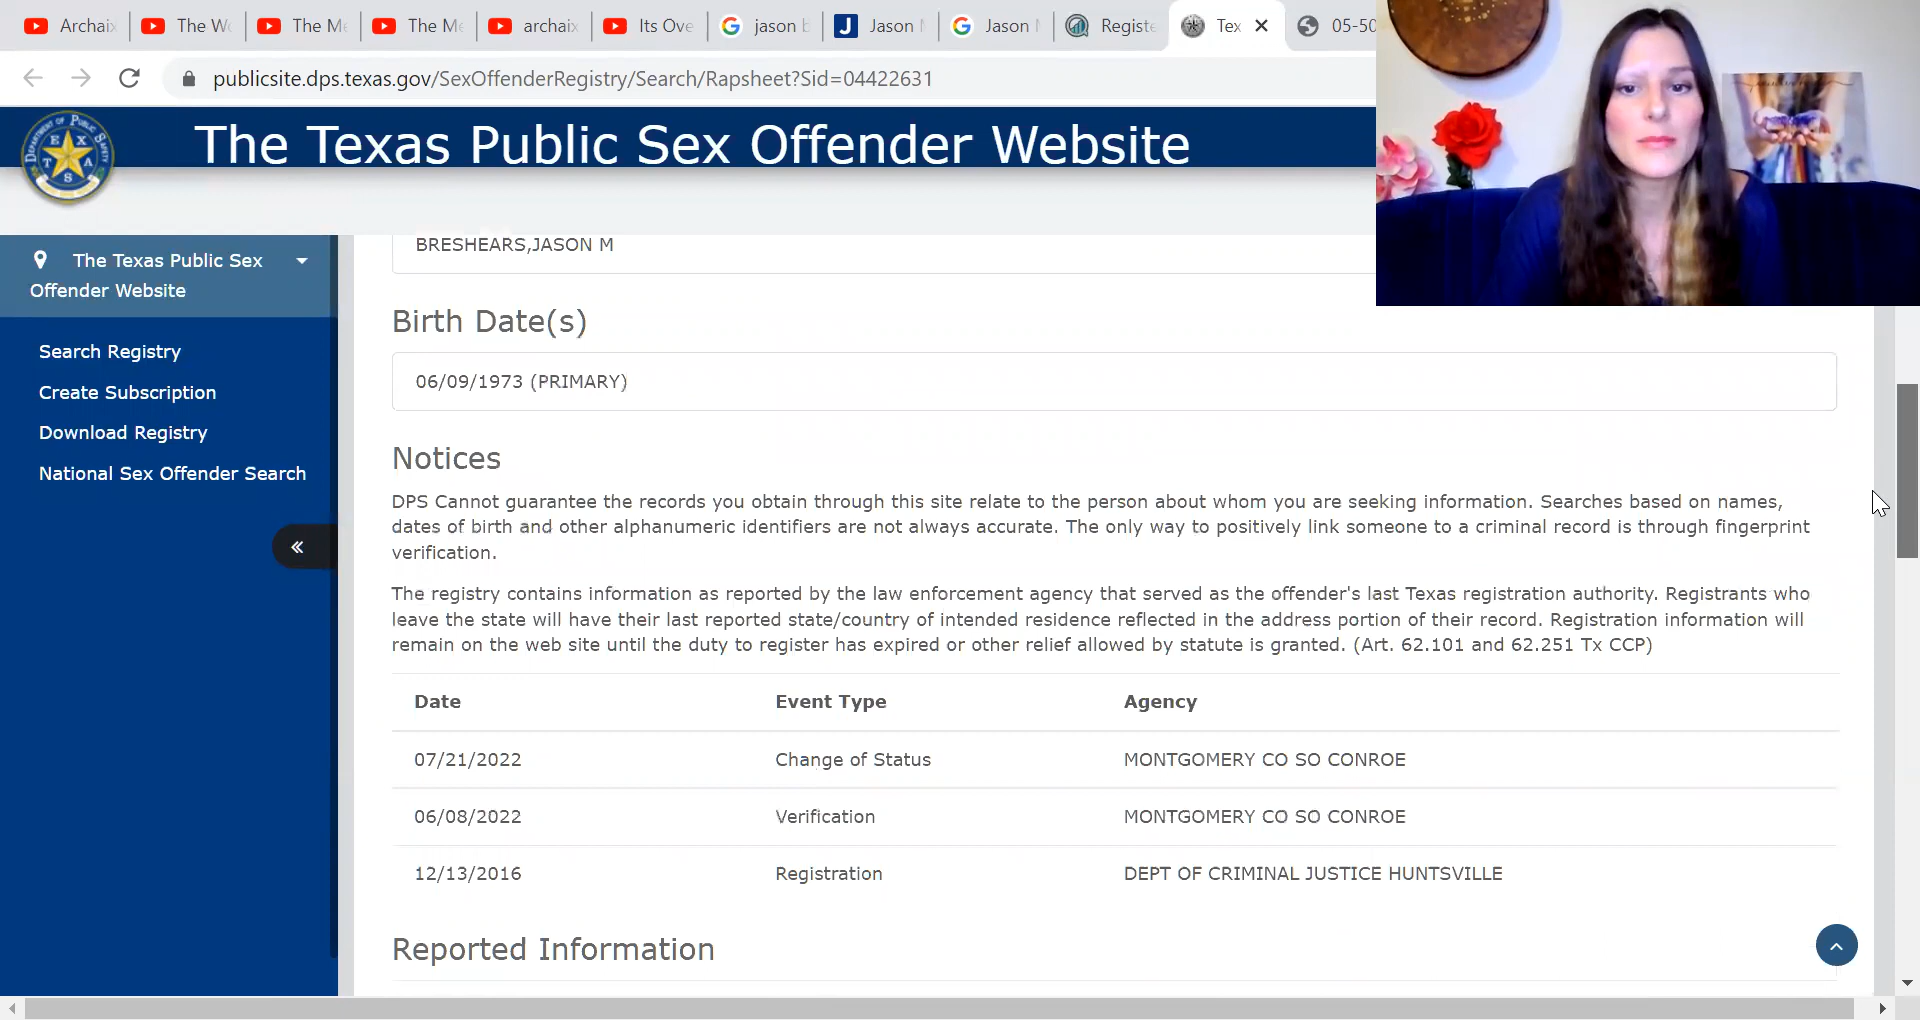 Archaix
The W
The Me
The Me
archaix
Its Ove
jason b
Jason
Jason
Registe
Tex
05-50
publicsite.dps.texas.gov/SexOffenderRegistry/Search/Rapsheet?Sid=04422631
The Texas Public Sex Offender Website
The Texas Public Sex
Offender Website
Search Registry
Create Subscription
Download Registry
National Sex Offender Search
BRESHEARS,JASON M
Birth Date(s)
06/09/1973 (PRIMARY)
Notices
DPS Cannot guarantee the records you obtain through this site relate to the person about whom you are seeking information. Searches based on names,
dates of birth and other alphanumeric identifiers are not always accurate. The only way to positively link someone to a criminal record is through fingerprint
verification.
The registry contains information as reported by the law enforcement agency that served as the offender's last Texas registration authority. Registrants who
leave the state will have their last reported state/country of intended residence reflected in the address portion of their record. Registration information will
remain on the web site until the duty to register has expired or other relief allowed by statute is granted. (Art. 62.101 and 62.251 Tx CCP)
Date Event Type Agency
07/21/2022 Change of Status MONTGOMERY CO SO CONROE
06/08/2022 Verification MONTGOMERY CO SO CONROE
12/13/2016 Registration DEPT OF CRIMINAL JUSTICE HUNTSVILLE
Reported Information